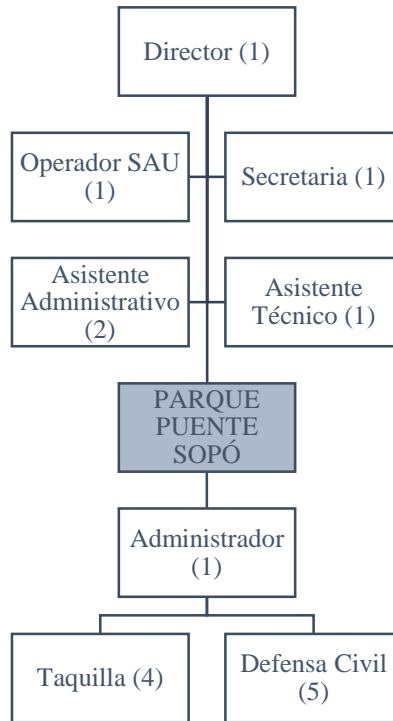 Director (1)
Operador SAU
(1)
Secretaria (1)
Asistente
Administrativo
(2)
Asistente
Técnico (1)
PARQUE
PUENTE
SOPÓ
Administrador
(1)
Taquilla (4)
Defensa Civil
(5)